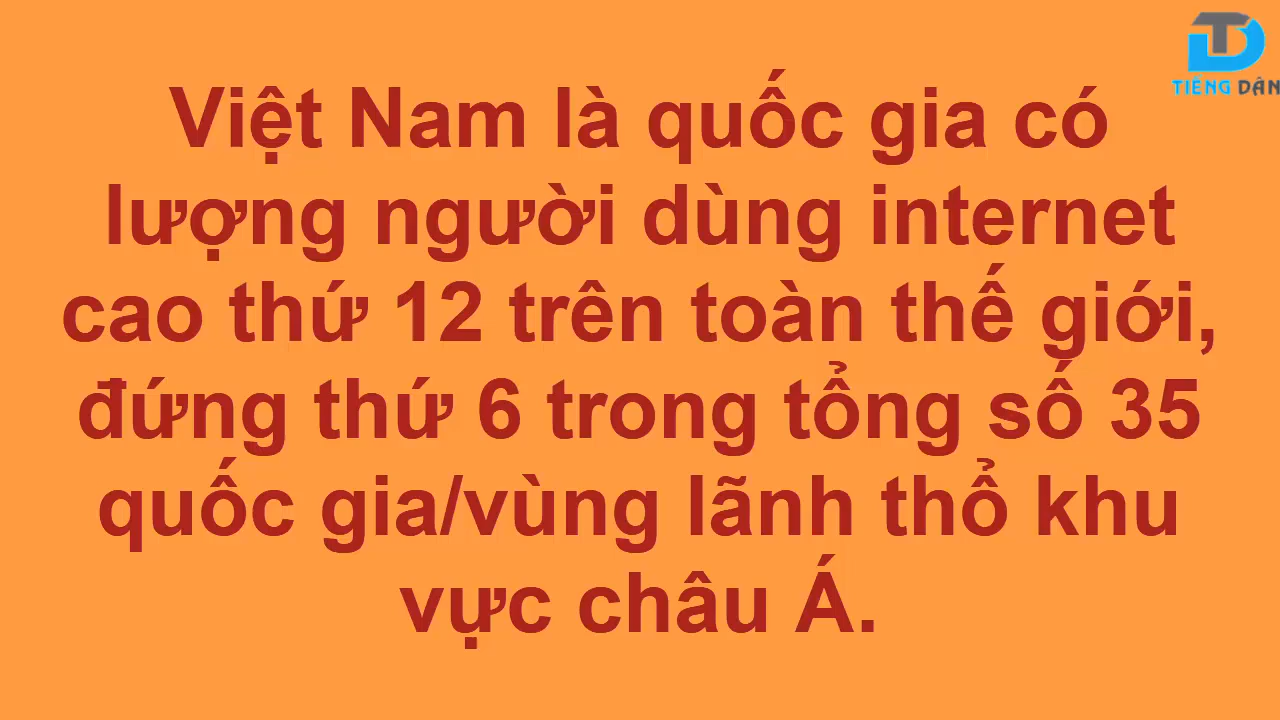 TIẾNG DÂN
Việt Nam là quốc gia có
lượng người dùng internet
cao thứ 12 trên toàn thế giới,
đứng thứ 6 trong tổng số 35
quốc gia/vùng lãnh thổ khu
vực châu Á.